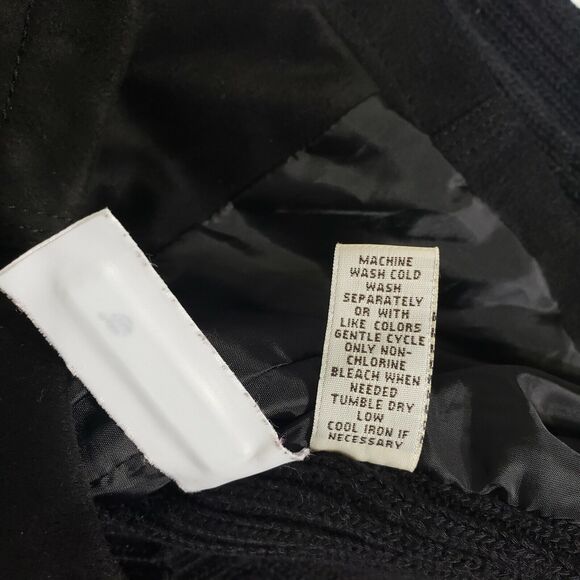 MACHINE
WASH COLD
WASH
SEPARATELY
OR WITH
LIKE COLORS
GENTLE CYCLE
ONLY NON-
CHLORINE
BLEACH WHEN
NEEDED
TUMBLE DRY
LOW
COOL IRON IF
NECESSARY